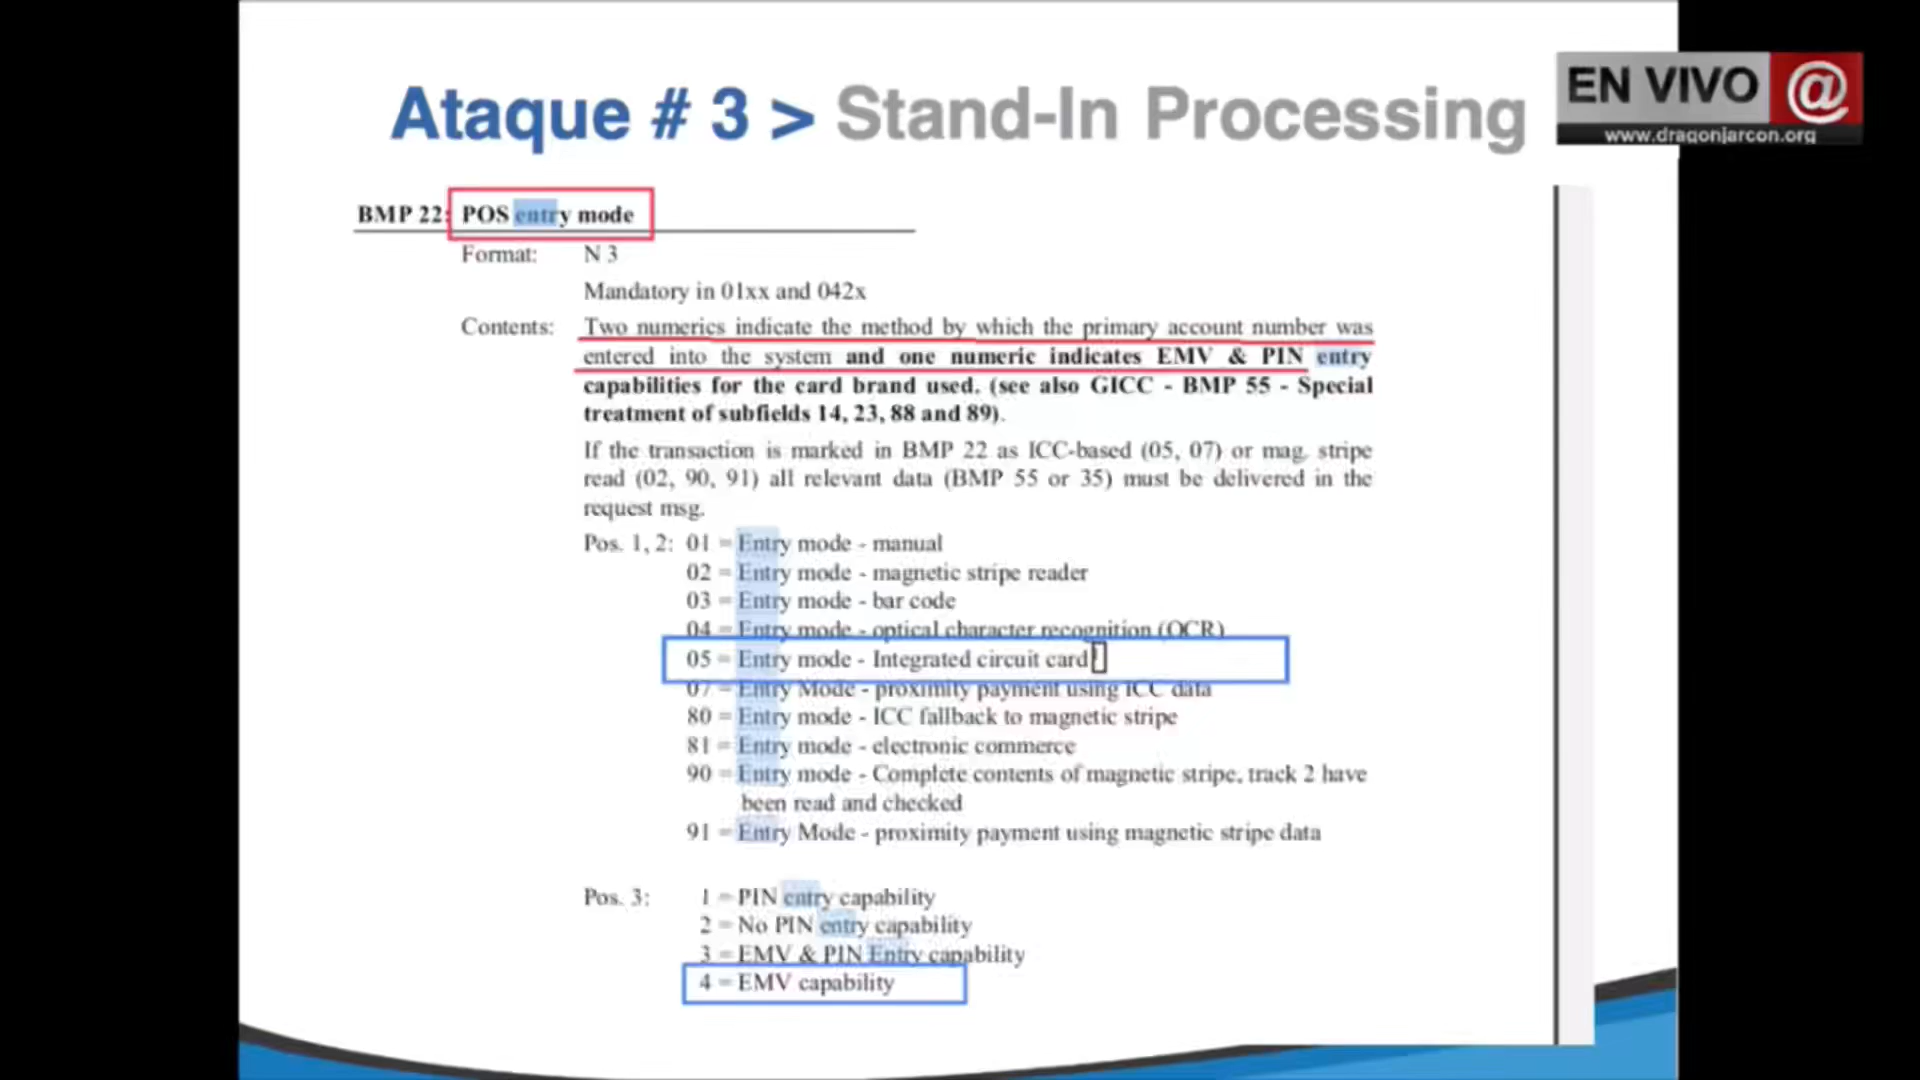 Ataque # 3 > Stand-In Processing
EN VIVO @
www.dragonjarcon.org
BMP 22: POS entry mode
Format: N 3
Mandatory in 01xx and 042x
Contents: Two numerics indicate the method by which the primary account number was
entered into the system and one numeric indicates EMV & PIN entry
capabilities for the card brand used. (see also GICC - BMP 55 - Special
treatment of subfields 14, 23, 88 and 89).
If the transaction is marked in BMP 22 as ICC-based (05, 07) or mag. stripe
read (02, 90, 91) all relevant data (BMP 55 or 35) must be delivered in the
request msg.
Pos. 1, 2: 01 = Entry mode - manual
02 = Entry mode - magnetic stripe reader
03 = Entry mode - bar code
04 = Entry mode - optical character recognition (OCR)
05 = Entry mode - Integrated circuit card
07 = Entry Mode - proximity payment using ICC data
80 = Entry mode - ICC fallback to magnetic stripe
81 = Entry mode - electronic commerce
90 = Entry mode - Complete contents of magnetic stripe, track 2 have
been read and checked
91 = Entry Mode - proximity payment using magnetic stripe data
Pos. 3: 1 = PIN entry capability
2 = No PIN entry capability
3 = EMV & PIN Entry capability
4 = EMV capability